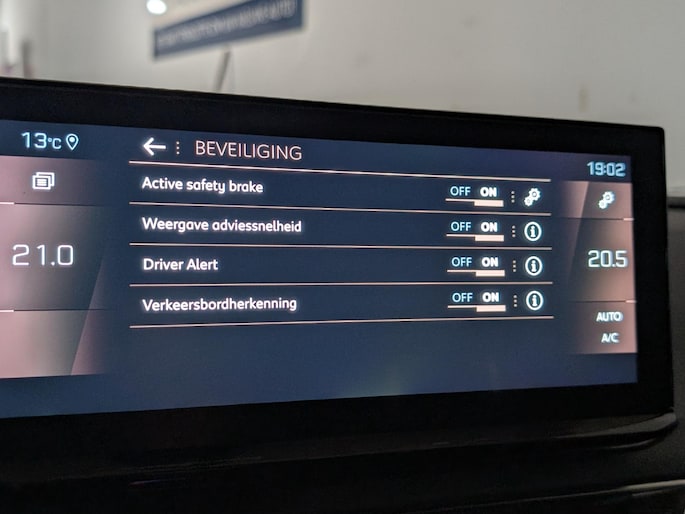 13°C
BEVEILIGING
19:02
Active safety brake OFF ON
Weergave adviessnelheid OFF ON
21.0
Driver Alert OFF ON
20.5
Verkeersbordherkenning OFF ON
AUTO
A/C